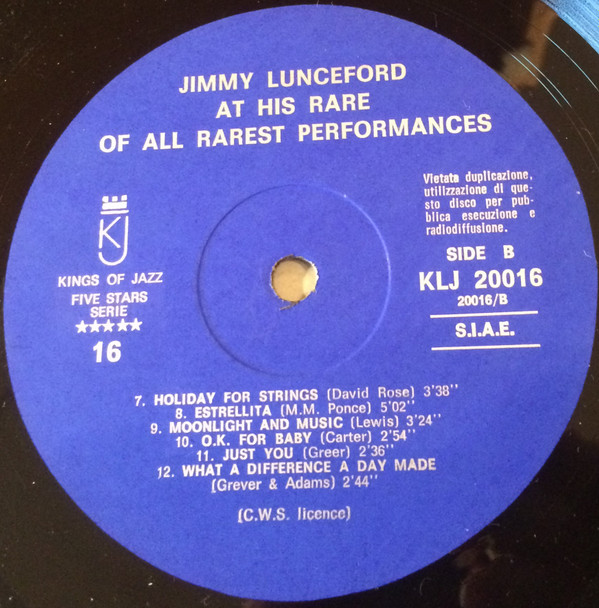 JIMMY LUNCEFORD
AT HIS RARE
OF ALL RAREST PERFORMANCES
Vietata duplicazione,
utilizzazione di que-
sto disco per pub-
blica esecuzione e
radiodiffusione.
KJ
KINGS OF JAZZ
FIVE STARS
SERIE
★★★★★
16
SIDE B
KLJ 20016
20016/B
S.I.A.E.
7. HOLIDAY FOR STRINGS (David Rose) 3'38''
8. ESTRELLITA (M.M. Ponce) 5'02''
9. MOONLIGHT AND MUSIC (Lewis) 3'24''
10. O.K. FOR BABY (Carter) 2'54''
11. JUST YOU (Greer) 2'36''
12. WHAT A DIFFERENCE A DAY MADE
(Grever & Adams) 2'44''
(C.W.S. licence)